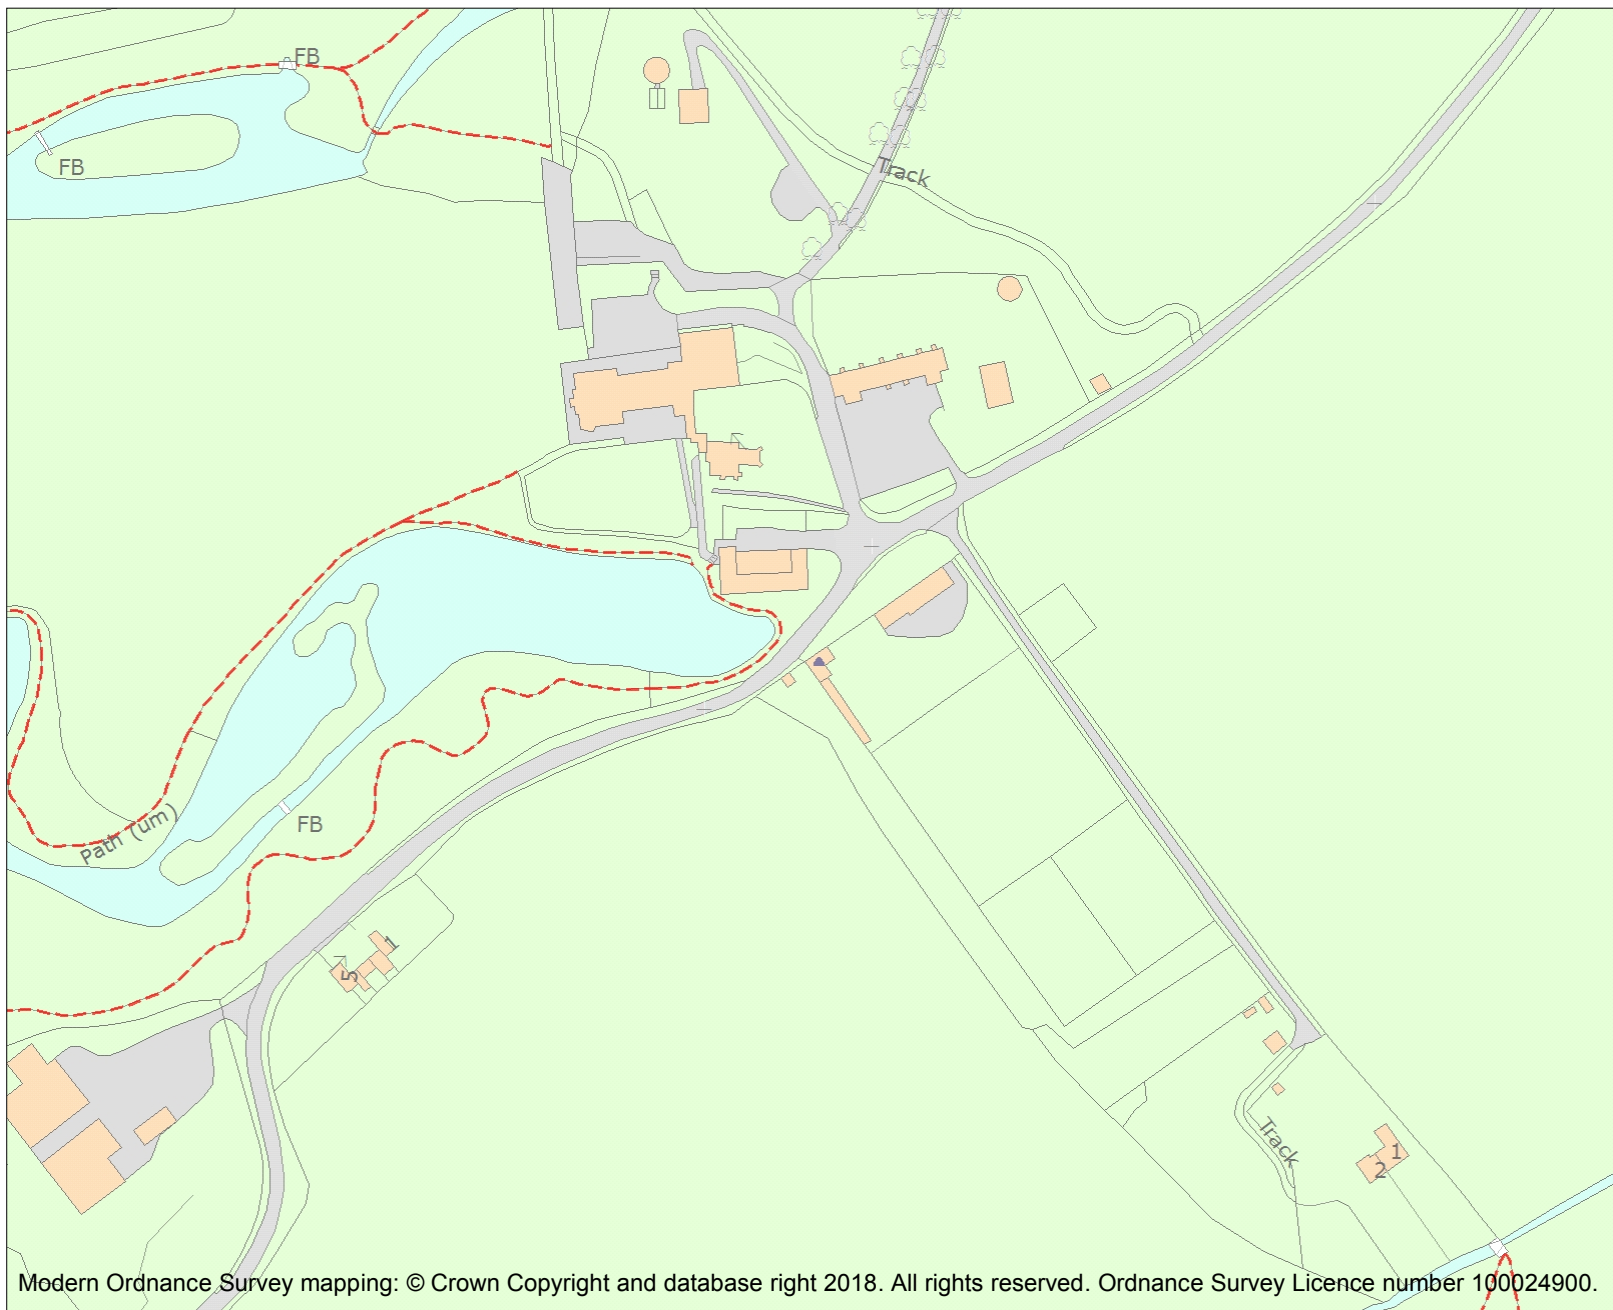 FB
FB
Track
Path (um)
FB
1
5
Track
1
2
Modern Ordnance Survey mapping: © Crown Copyright and database right 2018. All rights reserved. Ordnance Survey Licence number 100024900.